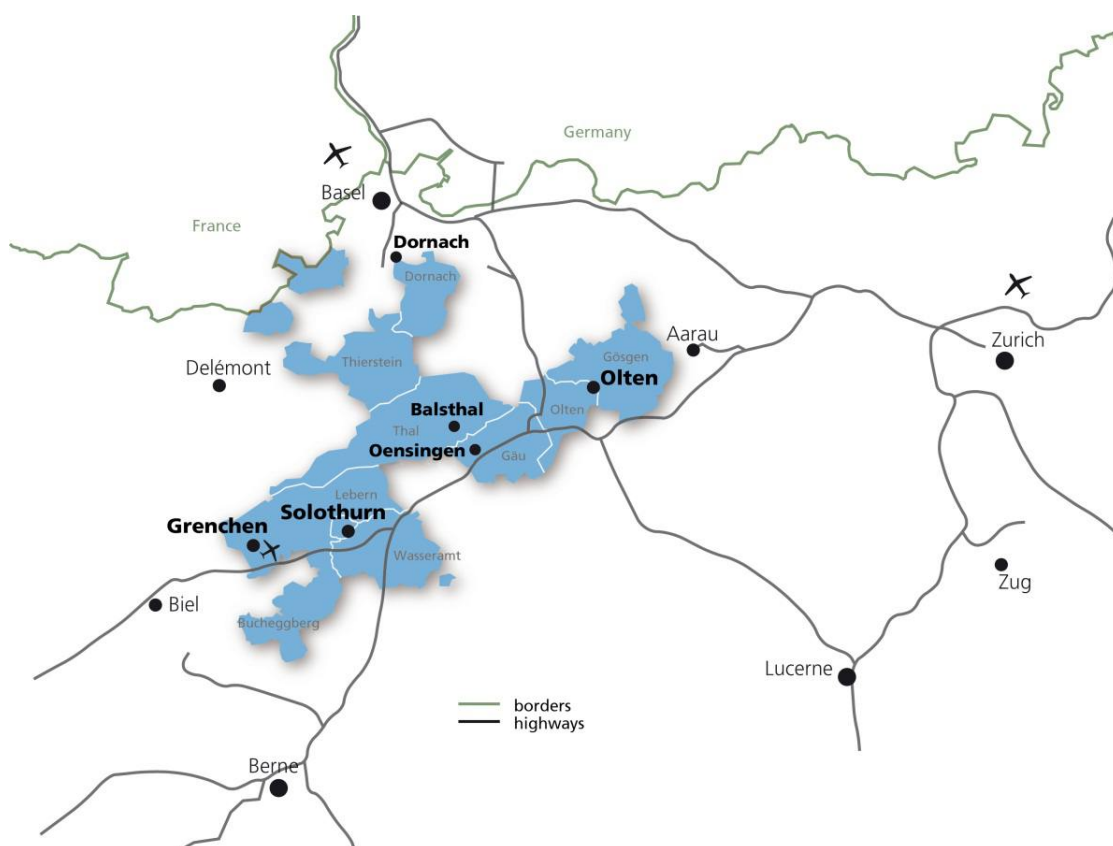 Germany
Basel
France
Dornach
Dornach
Zurich
Aarau
Gösgen
Delémont
Thierstein
Olten
Balsthal
Olten
Thal
Oensingen
Gäu
Lebern
Solothurn
Grenchen
Wasseramt
Zug
Biel
Bucheggberg
Lucerne
borders
highways
Berne